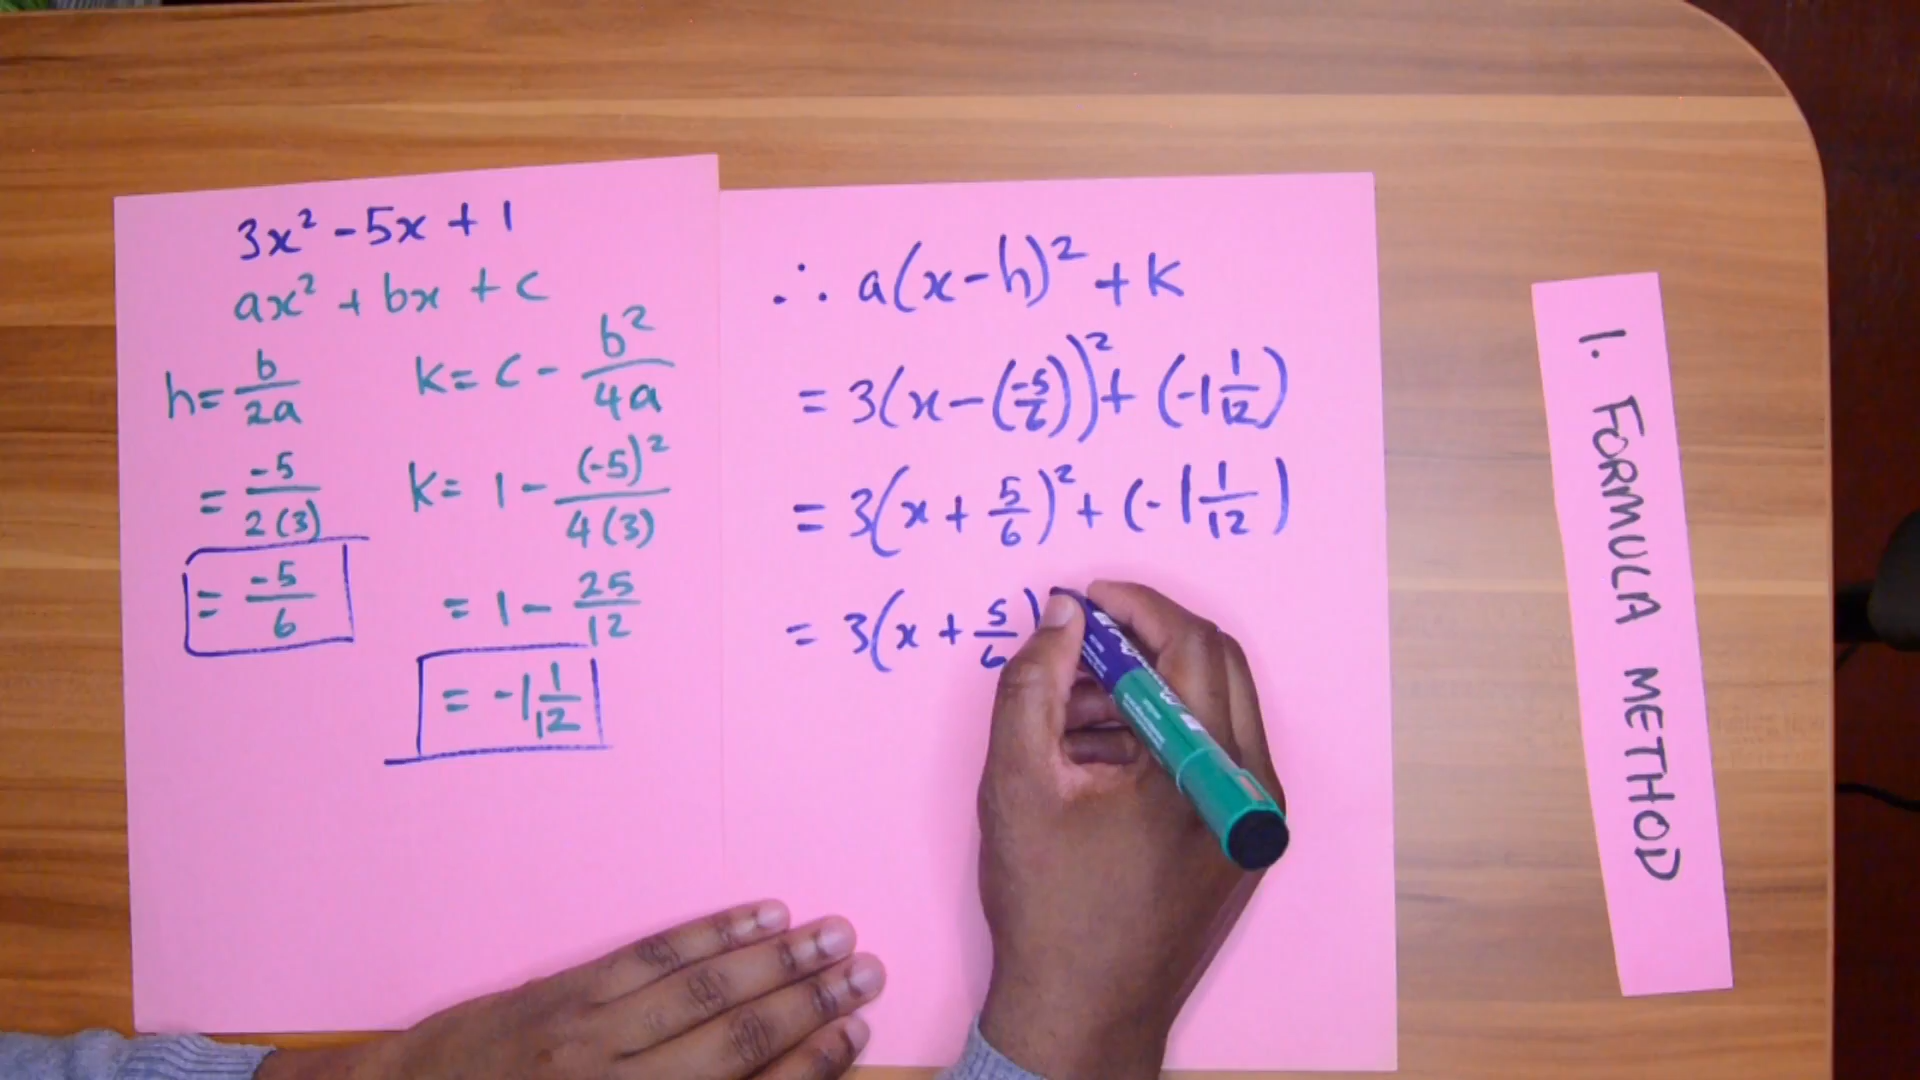 3x² - 5x + 1
ax² + bx + c
h = b/2a
= -5/2(3)
= -5/6
k = c - b²/4a
k = 1 - (-5)²/4(3)
= 1 - 25/12
= -1 1/12
∴ a(x-h)² + k
= 3(x - (-5/6))² + (-1 1/12)
= 3(x + 5/6)² + (-1 1/12)
= 3(x + 5/6)
1. FORMULA METHOD